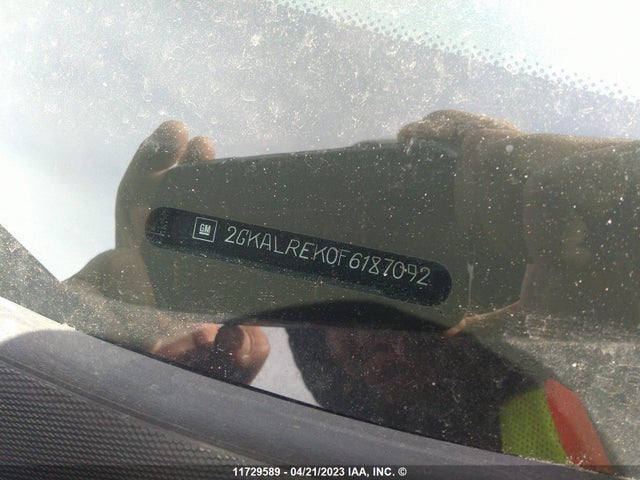 GM 2GKALREK0F6187092
11729589 - 04/21/2023 IAA, INC. ©